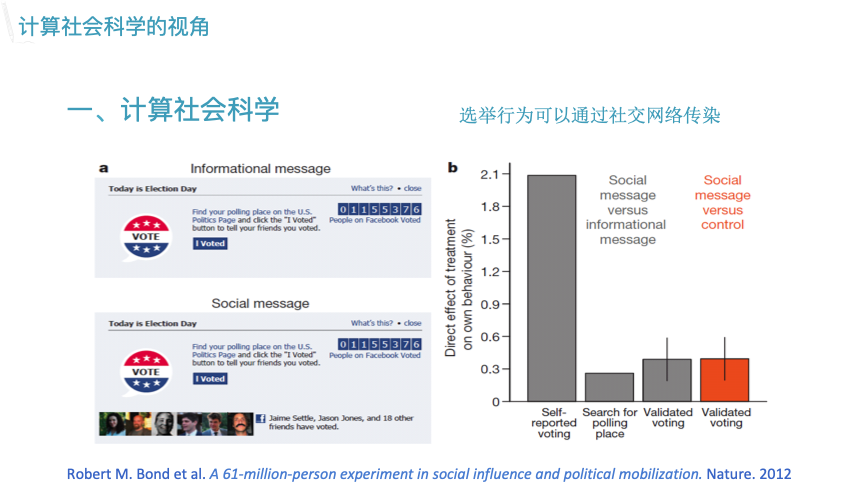 计算社会科学的视角
一、计算社会科学
选举行为可以通过社交网络传染
a
Informational message
Today is Election Day
What's this? • close
Find your polling place on the U.S.
Politics Page and click the "I Voted"
button to tell your friends you voted.
0 1 1 5 5 3 7 6
People on Facebook Voted
VOTE
I Voted
Social message
Today is Election Day
What's this? • close
Find your polling place on the U.S.
Politics Page and click the "I Voted"
button to tell your friends you voted.
0 1 1 5 5 3 7 6
People on Facebook Voted
VOTE
I Voted
f Jaime Settle, Jason Jones, and 18 other
friends have voted.
b
Direct effect of treatment
on own behaviour (%)
2.1
1.8
1.5
1.2
0.9
0.6
0.3
0
Social
message
versus
informational
message
Social
message
versus
control
Self-
reported
voting
Search for
polling
place
Validated
voting
Validated
voting
Robert M. Bond et al. A 61-million-person experiment in social influence and political mobilization. Nature. 2012